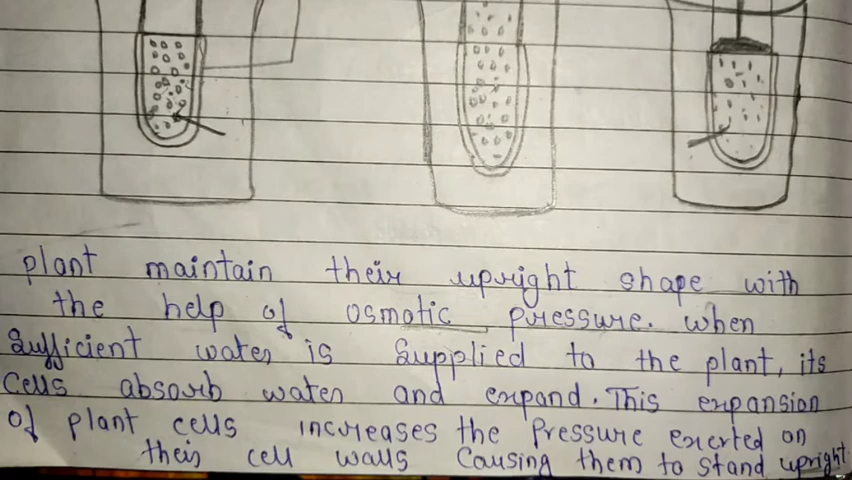 plant maintain their upright shape with
the help of osmotic pressure. when
Sufficient water is Supplied to the plant, its
Cells absorb water and expand. This expansion
Of plant cells increases the Pressure exerted on
their cell walls Causing them to stand upright